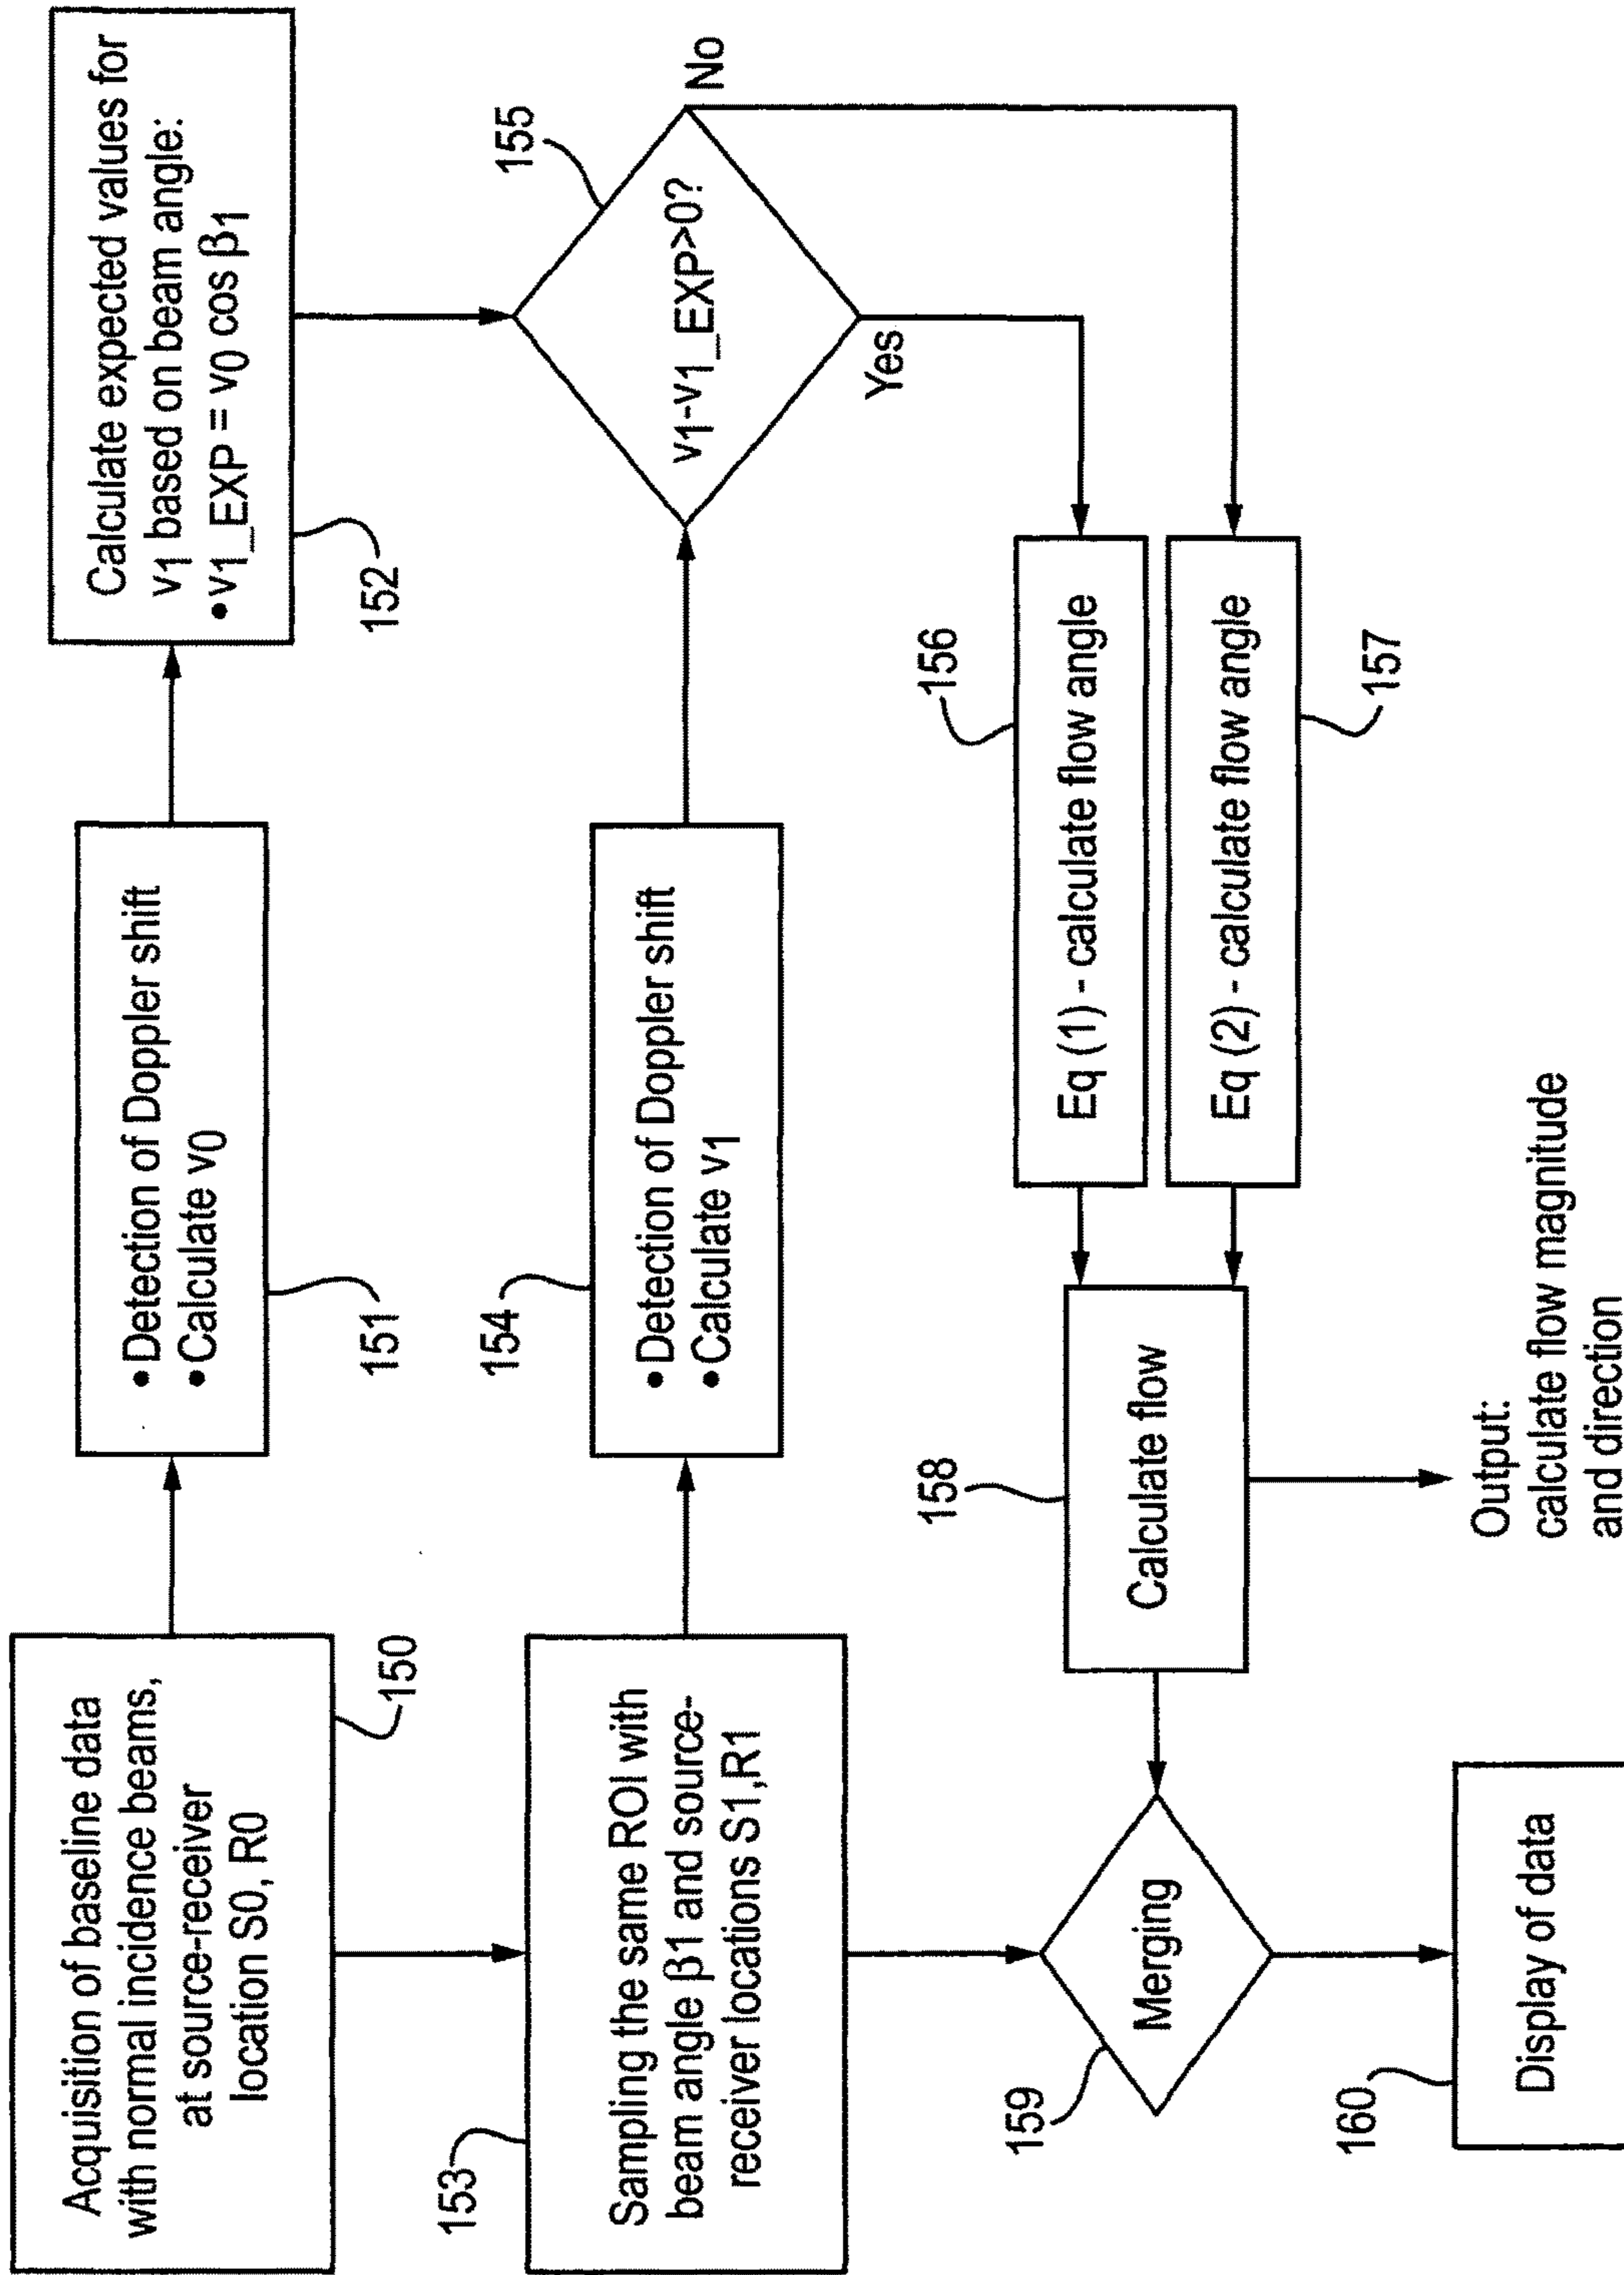 Acquisition of baseline data
with normal incidence beams,
at source-receiver
location S0, R0
150
• Detection of Doppler shift
• Calculate v0
151
Calculate expected values for
v1 based on beam angle:
• v1_EXP = v0 cos β1
152
Sampling the same ROI with
beam angle β1 and source-
receiver locations S1,R1
153
• Detection of Doppler shift
• Calculate v1
154
v1-v1_EXP>0?
155
No
Yes
Eq (1) - calculate flow angle
156
Eq (2) - calculate flow angle
157
Calculate flow
158
Output:
calculate flow magnitude
and direction
Merging
159
Display of data
160